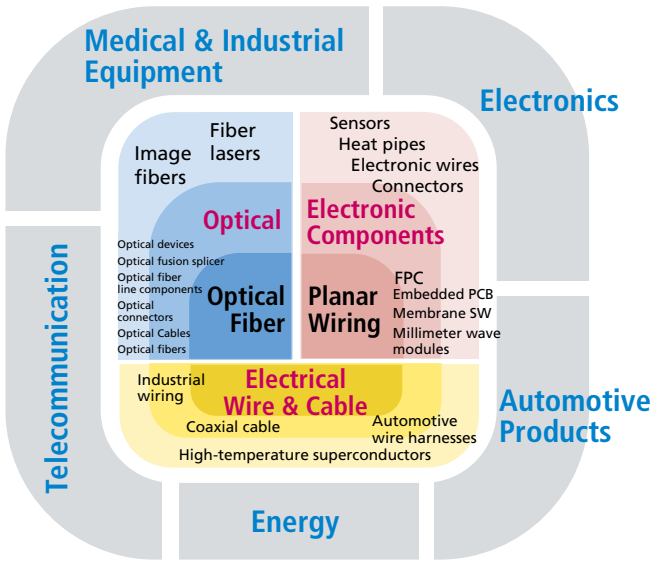 Medical & Industrial
Equipment
Electronics
Fiber
lasers
Image
fibers
Sensors
Heat pipes
Electronic wires
Connectors
Optical
Electronic
Components
Optical devices
Optical fusion splicer
Optical fiber
line components
Optical
connectors
Optical Cables
Optical fibers
Optical
Fiber
Planar
Wiring
FPC
Embedded PCB
Membrane SW
Millimeter wave
modules
Telecommunication
Industrial
wiring
Electrical
Wire & Cable
Coaxial cable
Automotive
wire harnesses
High-temperature superconductors
Automotive
Products
Energy